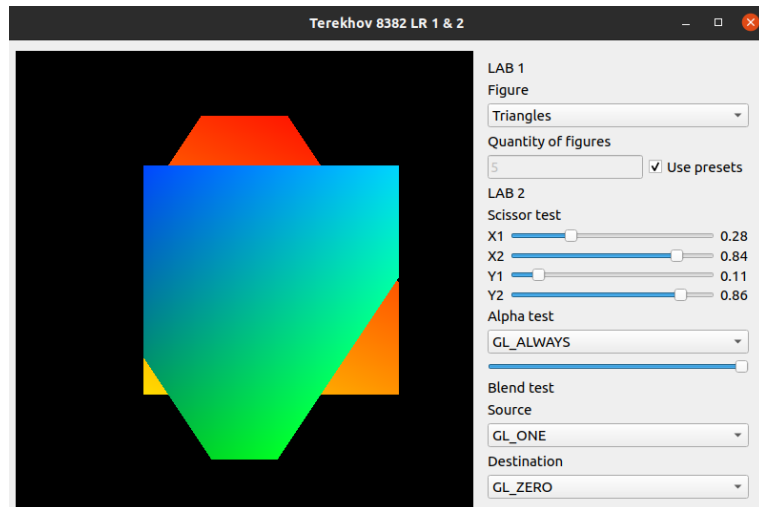 Terekhov 8382 LR 1 & 2
LAB 1
Figure
Triangles
Quantity of figures
5 Use presets
LAB 2
Scissor test
X1 0.28
X2 0.84
Y1 0.11
Y2 0.86
Alpha test
GL_ALWAYS
Blend test
Source
GL_ONE
Destination
GL_ZERO